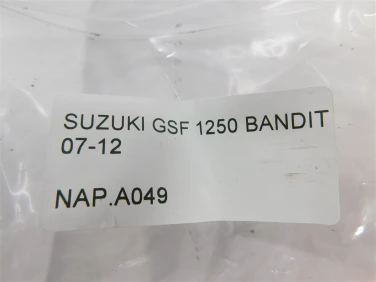 SUZUKI GSF 1250 BANDIT
07-12
NAP.A049